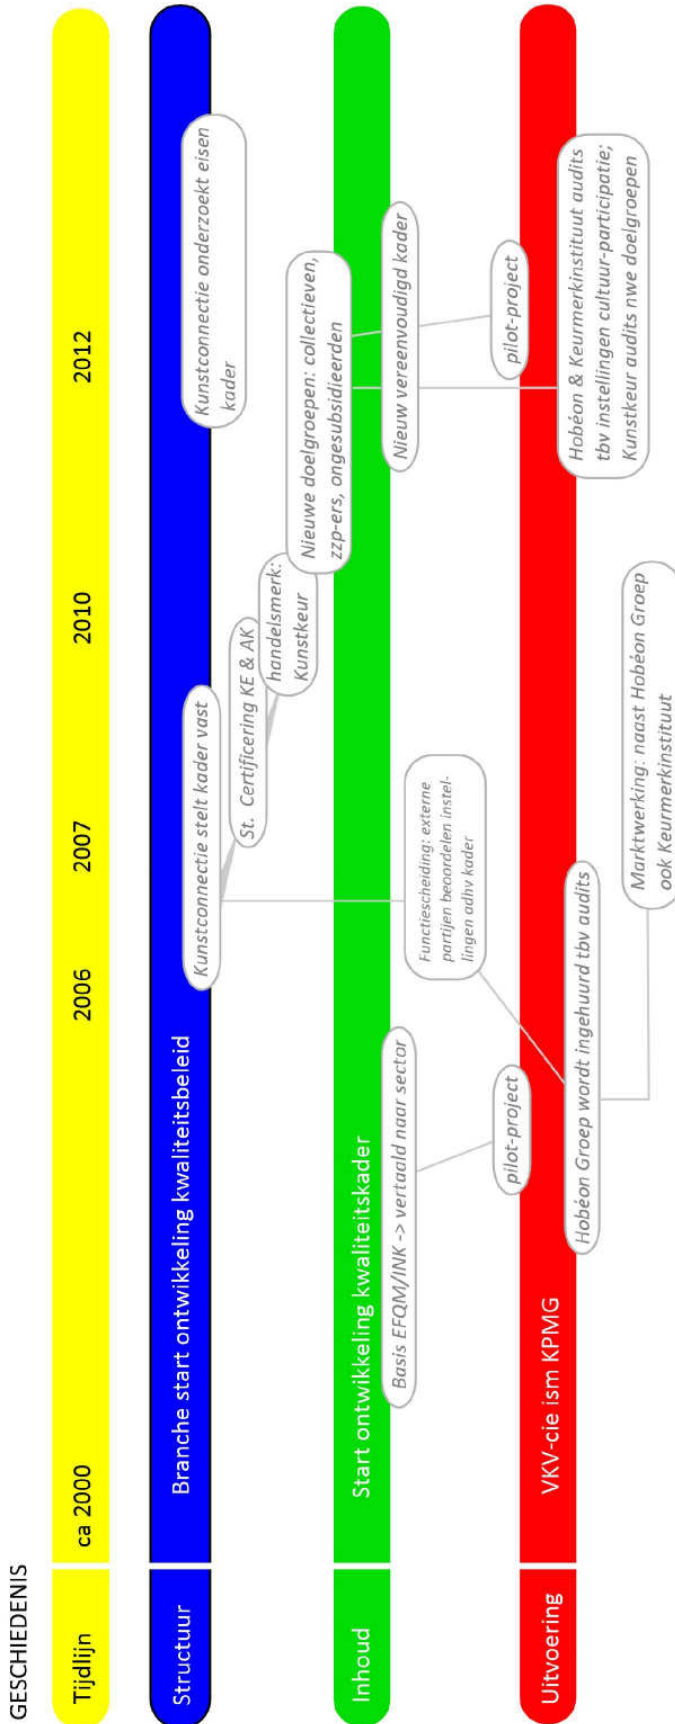 GESCHIEDENIS
Tijdlijn
ca 2000
2006
2007
2010
2012
Structuur
Branche start ontwikkeling kwaliteitsbeleid
Kunstconnectie stelt kader vast
St. Certificering KE & AK
handelsmerk:
Kunstkeur
Kunstconnectie onderzoekt eisen
kader
Nieuwe doelgroepen: collectieven,
zzp-ers, ongesubsidieerden
Inhoud
Start ontwikkeling kwaliteitskader
Basis EFQM/INK -> vertaald naar sector
Functiescheiding: externe
partijen beoordelen instel-
lingen adhv kader
Nieuw vereenvoudigd kader
Uitvoering
VKV-cie ism KPMG
pilot-project
pilot-project
Hobéon Groep wordt ingehuurd tbv audits
Marktwerking: naast Hobéon Groep
ook Keurmerkinstituut
Hobéon & Keurmerkinstituut audits
tbv instellingen cultuur-participatie;
Kunstkeur audits nwe doelgroepen